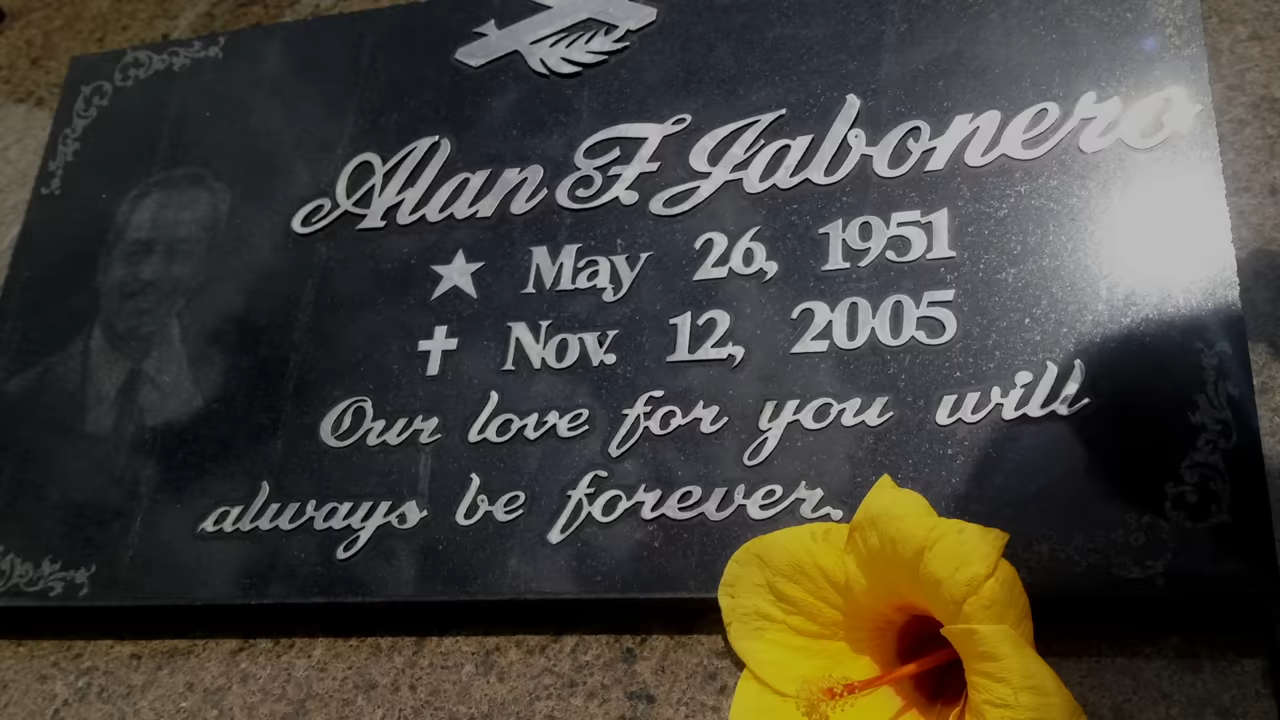 Alan F. Jabonero
★ May 26, 1951
✝ Nov. 12, 2005
Our love for you will
always be forever.